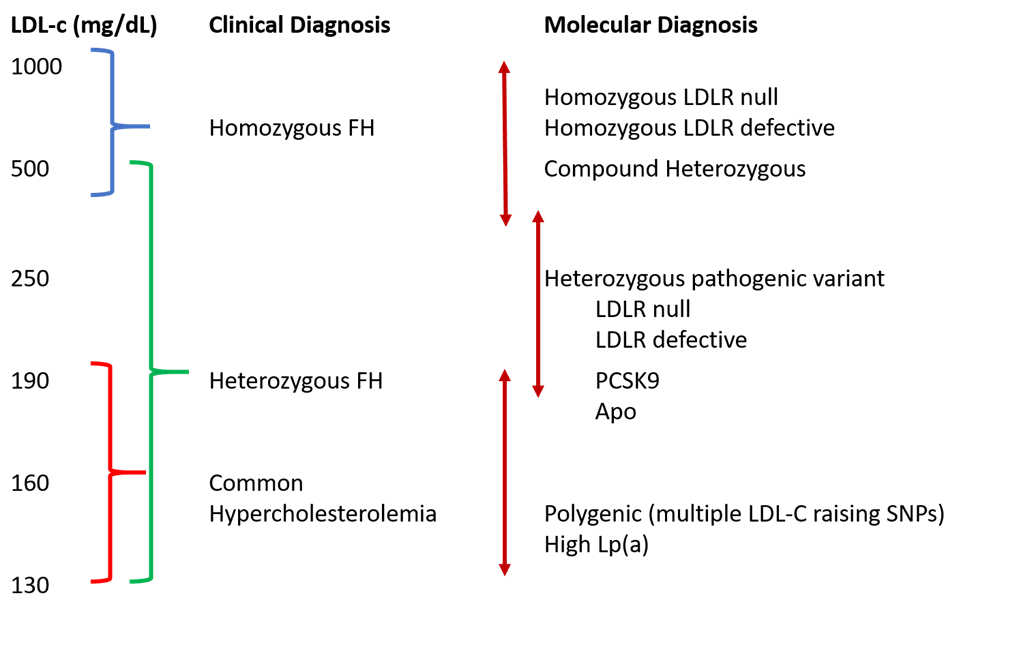 LDL-c (mg/dL) Clinical Diagnosis Molecular Diagnosis
1000
Homozygous LDLR null
Homozygous FH Homozygous LDLR defective
500 Compound Heterozygous
250 Heterozygous pathogenic variant
LDLR null
LDLR defective
190 Heterozygous FH PCSK9
Apo
160 Common
Hypercholesterolemia Polygenic (multiple LDL-C raising SNPs)
High Lp(a)
130